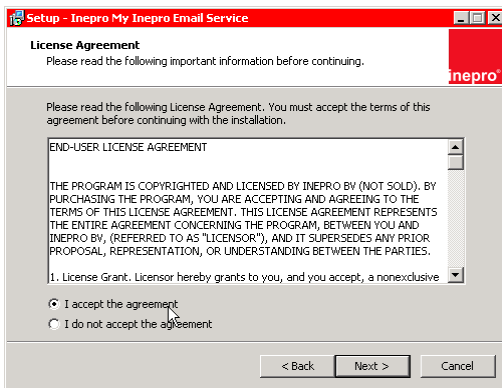 Setup - Inepro My Inepro Email Service
License Agreement
Please read the following important information before continuing.
inepro®
Please read the following License Agreement. You must accept the terms of this
agreement before continuing with the installation.
END-USER LICENSE AGREEMENT
THE PROGRAM IS COPYRIGHTED AND LICENSED BY INEPRO BV (NOT SOLD). BY
PURCHASING THE PROGRAM, YOU ARE ACCEPTING AND AGREEING TO THE
TERMS OF THIS LICENSE AGREEMENT. THIS LICENSE AGREEMENT REPRESENTS
THE ENTIRE AGREEMENT CONCERNING THE PROGRAM, BETWEEN YOU AND
INEPRO BV, (REFERRED TO AS "LICENSOR"), AND IT SUPERSEDES ANY PRIOR
PROPOSAL, REPRESENTATION, OR UNDERSTANDING BETWEEN THE PARTIES.
1. License Grant. Licensor hereby grants to you, and you accept, a nonexclusive
I accept the agreement
I do not accept the agreement
< Back
Next >
Cancel